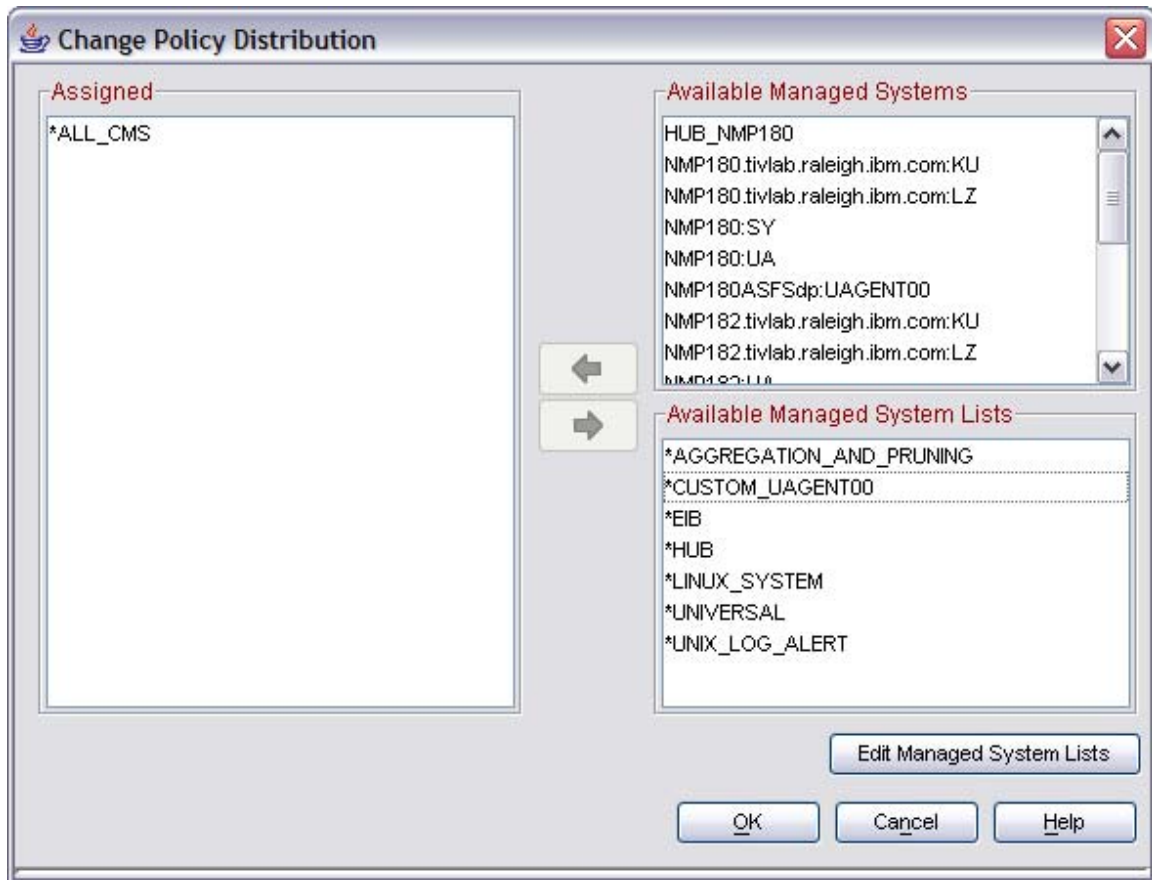 Change Policy Distribution
Assigned
*ALL_CMS
Available Managed Systems
HUB_NMP180
NMP180.tivlab.raleigh.ibm.com:KU
NMP180.tivlab.raleigh.ibm.com:LZ
NMP180:SY
NMP180:UA
NMP180ASFSdp:UAGENT00
NMP182.tivlab.raleigh.ibm.com:KU
NMP182.tivlab.raleigh.ibm.com:LZ
NMP182:UA
Available Managed System Lists
*AGGREGATION_AND_PRUNING
*CUSTOM_UAGENT00
*EIB
*HUB
*LINUX_SYSTEM
*UNIVERSAL
*UNIX_LOG_ALERT
Edit Managed System Lists
OK Cancel Help